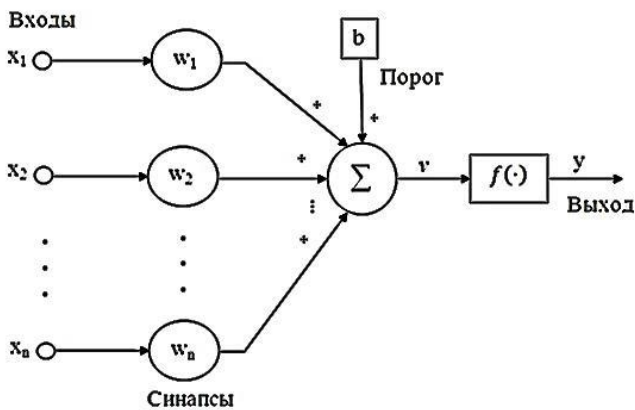 Входы
x1
w1
b
Порог
+
+
x2
w2
+
Σ
v
f(·)
y
Выход
+
xn
wn
Синапсы